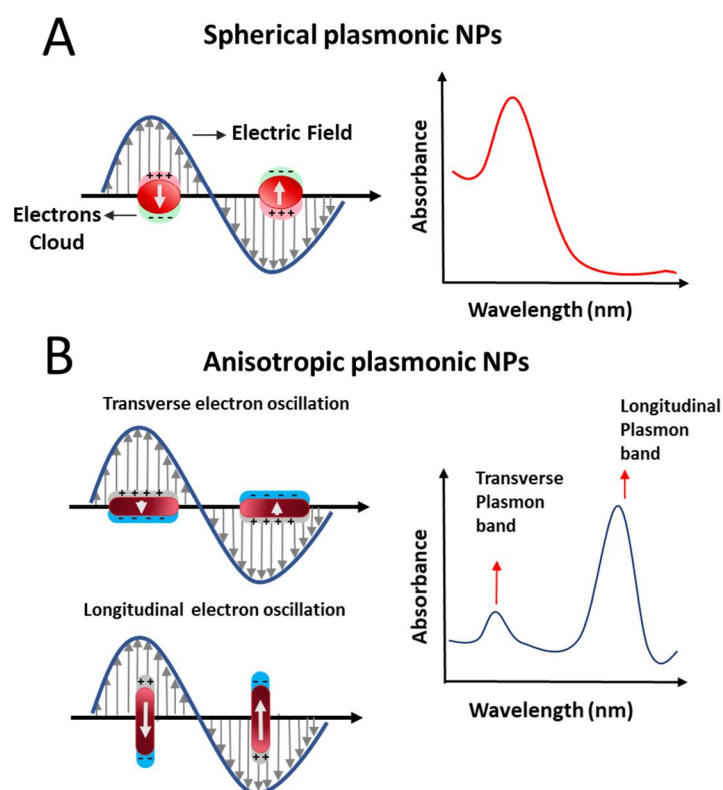 A
Spherical plasmonic NPs
Electric Field
+++
- - -
- - -
+++
Electrons
Cloud
Absorbance
Wavelength (nm)
B
Anisotropic plasmonic NPs
Transverse electron oscillation
+ + + +
- - - - -
- - - - -
+ + + +
Longitudinal electron oscillation
++
- -
- -
++
Longitudinal
Plasmon
band
Transverse
Plasmon
band
Absorbance
Wavelength (nm)